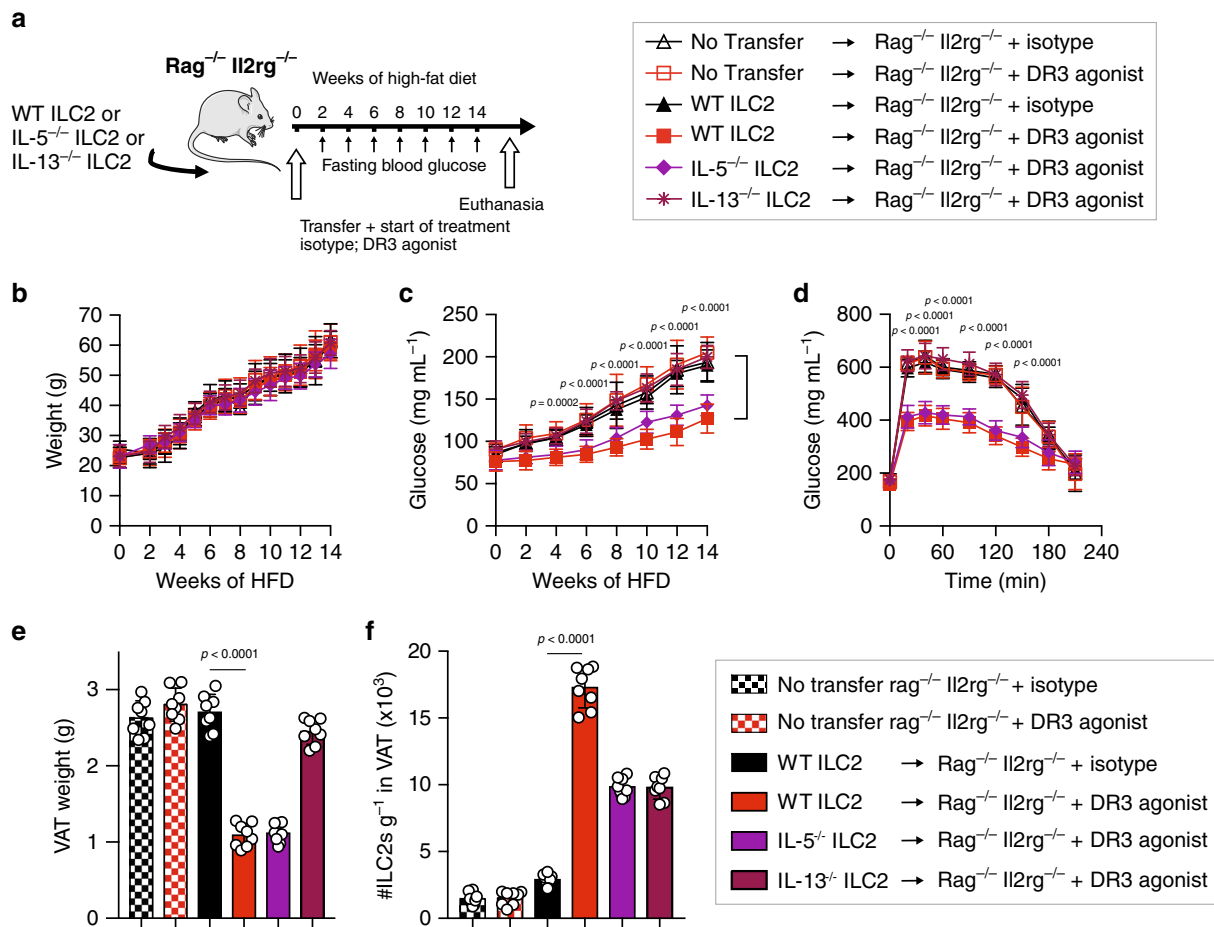 a
Rag⁻/⁻ Il2rg⁻/⁻
WT ILC2 or
IL-5⁻/⁻ ILC2 or
IL-13⁻/⁻ ILC2
Weeks of high-fat diet
0 2 4 6 8 10 12 14
Fasting blood glucose
Euthanasia
Transfer + start of treatment
isotype; DR3 agonist
No Transfer → Rag⁻/⁻ Il2rg⁻/⁻ + isotype
No Transfer → Rag⁻/⁻ Il2rg⁻/⁻ + DR3 agonist
WT ILC2 → Rag⁻/⁻ Il2rg⁻/⁻ + isotype
WT ILC2 → Rag⁻/⁻ Il2rg⁻/⁻ + DR3 agonist
IL-5⁻/⁻ ILC2 → Rag⁻/⁻ Il2rg⁻/⁻ + DR3 agonist
IL-13⁻/⁻ ILC2 → Rag⁻/⁻ Il2rg⁻/⁻ + DR3 agonist
b
Weight (g)
70
60
50
40
30
20
10
0
0 2 4 6 8 10 12 14
Weeks of HFD
c
Glucose (mg mL⁻¹)
250
200
150
100
50
0
p = 0.0002
p < 0.0001
p < 0.0001
p < 0.0001
p < 0.0001
p < 0.0001
0 2 4 6 8 10 12 14
Weeks of HFD
d
Glucose (mg mL⁻¹)
800
600
400
200
0
p < 0.0001
p < 0.0001
p < 0.0001
p < 0.0001
p < 0.0001
0 60 120 180 240
Time (min)
e
VAT weight (g)
3
2
1
0
p < 0.0001
f
#ILC2s g⁻¹ in VAT (x10³)
20
15
10
5
0
p < 0.0001
No transfer rag⁻/⁻ Il2rg⁻/⁻ + isotype
No transfer rag⁻/⁻ Il2rg⁻/⁻ + DR3 agonist
WT ILC2 → Rag⁻/⁻ Il2rg⁻/⁻ + isotype
WT ILC2 → Rag⁻/⁻ Il2rg⁻/⁻ + DR3 agonist
IL-5⁻/⁻ ILC2 → Rag⁻/⁻ Il2rg⁻/⁻ + DR3 agonist
IL-13⁻/⁻ ILC2 → Rag⁻/⁻ Il2rg⁻/⁻ + DR3 agonist